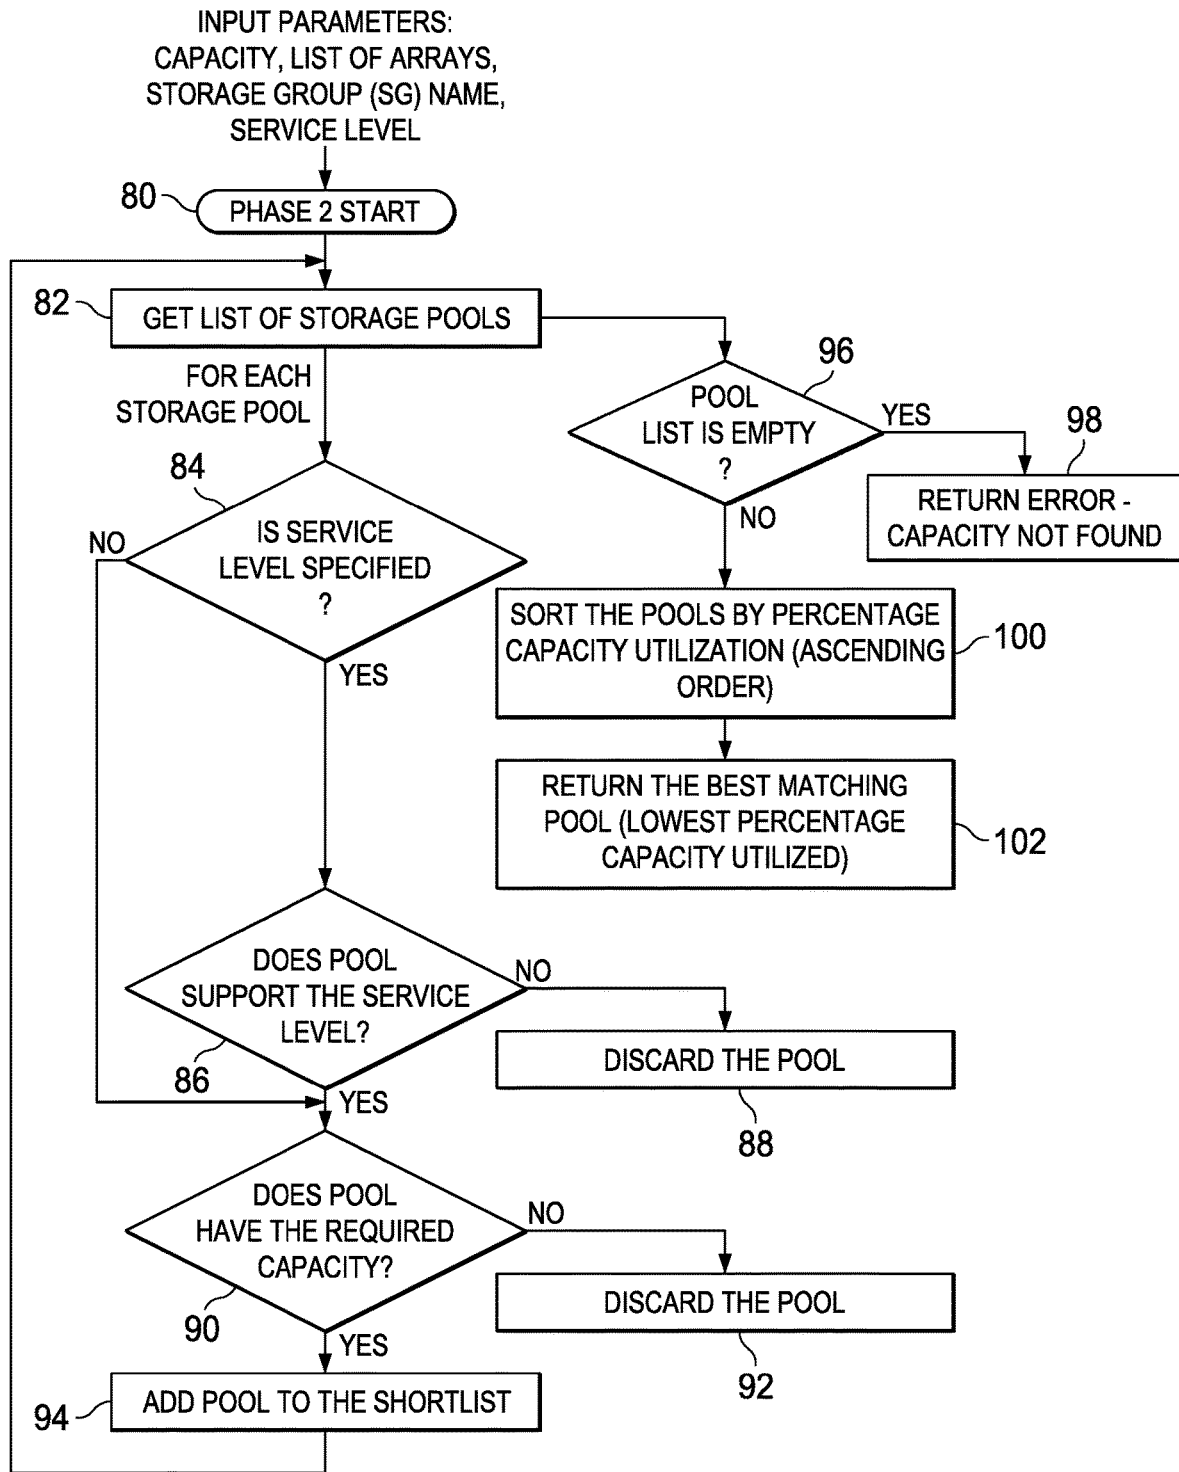 INPUT PARAMETERS:
CAPACITY, LIST OF ARRAYS,
STORAGE GROUP (SG) NAME,
SERVICE LEVEL
80
PHASE 2 START
82
GET LIST OF STORAGE POOLS
FOR EACH
STORAGE POOL
96
POOL
LIST IS EMPTY
?
YES
NO
98
RETURN ERROR -
CAPACITY NOT FOUND
84
NO
IS SERVICE
LEVEL SPECIFIED
?
YES
SORT THE POOLS BY PERCENTAGE
CAPACITY UTILIZATION (ASCENDING
ORDER)
100
RETURN THE BEST MATCHING
POOL (LOWEST PERCENTAGE
CAPACITY UTILIZED)
102
DOES POOL
SUPPORT THE SERVICE
LEVEL?
NO
86
YES
DISCARD THE POOL
88
DOES POOL
HAVE THE REQUIRED
CAPACITY?
NO
90
YES
DISCARD THE POOL
92
94
ADD POOL TO THE SHORTLIST